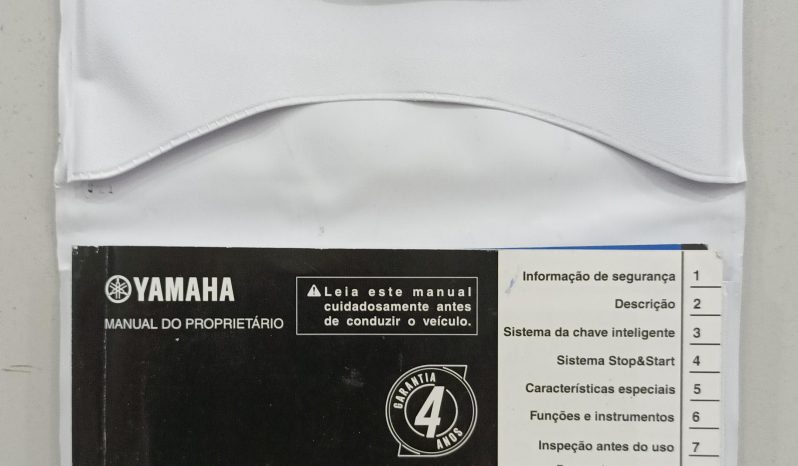 YAMAHA
MANUAL DO PROPRIETÁRIO
Leia este manual
cuidadosamente antes
de conduzir o veículo.
GARANTIA
4
ANOS
Informação de segurança 1
Descrição 2
Sistema da chave inteligente 3
Sistema Stop&Start 4
Características especiais 5
Funções e instrumentos 6
Inspeção antes do uso 7